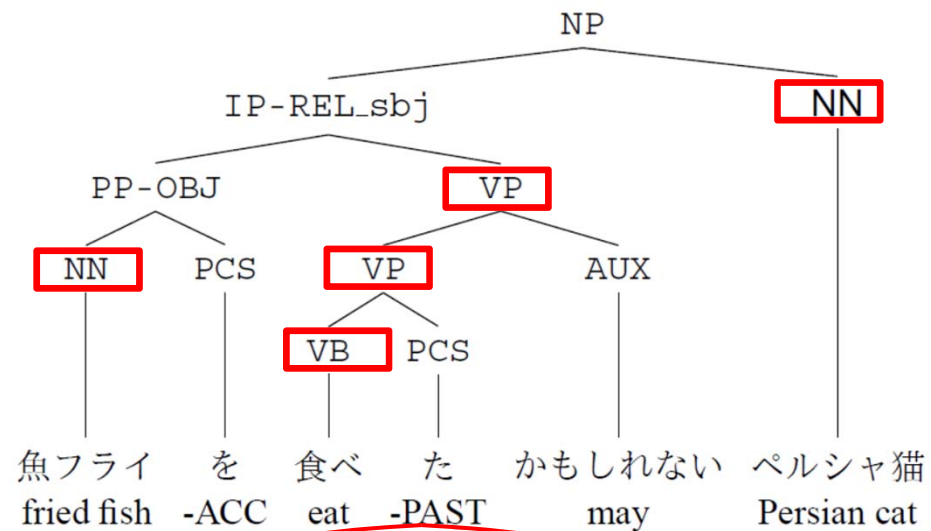 NP
IP-REL_sbj NN
PP-OBJ VP
NN PCS VP AUX
VB PCS
魚フライ を 食べ た かもしれない ペルシャ猫
fried fish -ACC eat -PAST may Persian cat